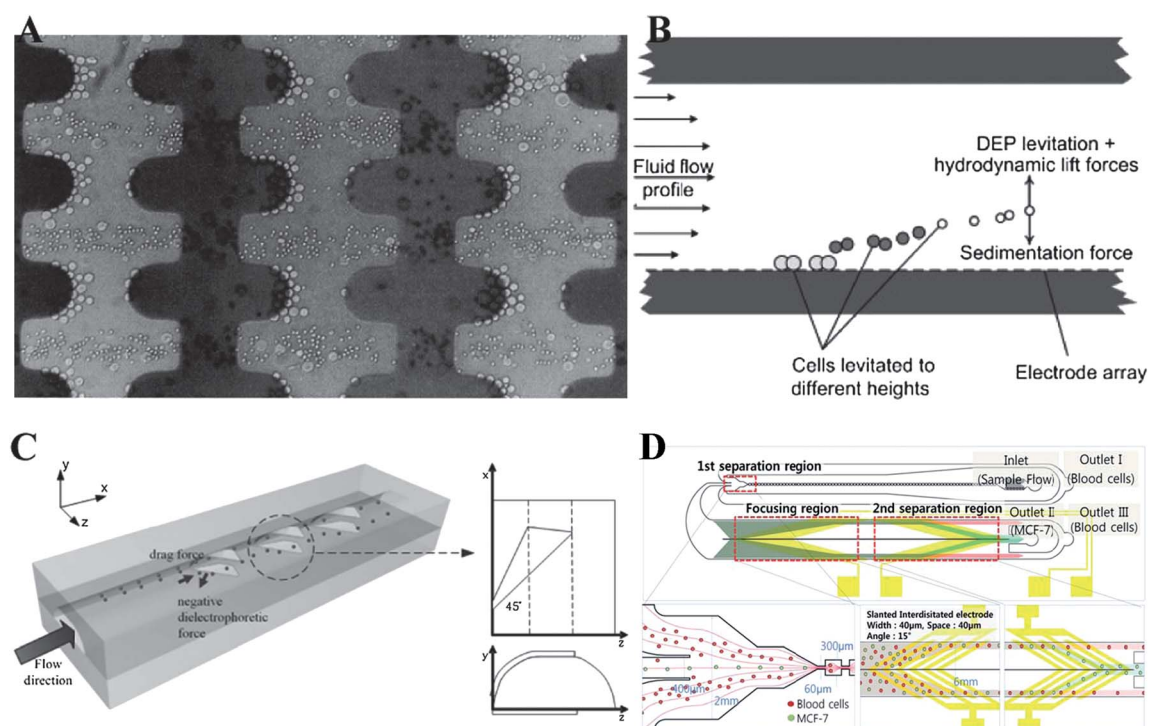 A
B
Fluid flow
profile
DEP levitation +
hydrodynamic lift forces
Sedimentation force
Cells levitated to
different heights
Electrode array
C
y
x
z
drag force
negative
dielectrophoretic
force
Flow
direction
x
45°
z
y
z
D
1st separation region
Inlet
(Sample Flow)
Outlet I
(Blood cells)
Focusing region
2nd separation region
Outlet II
(MCF-7)
Outlet III
(Blood cells)
400μm
2mm
300μm
60μm
Blood cells
MCF-7
Slanted Interdisitated electrode
Width : 40μm, Space : 40μm
Angle : 15°
6mm